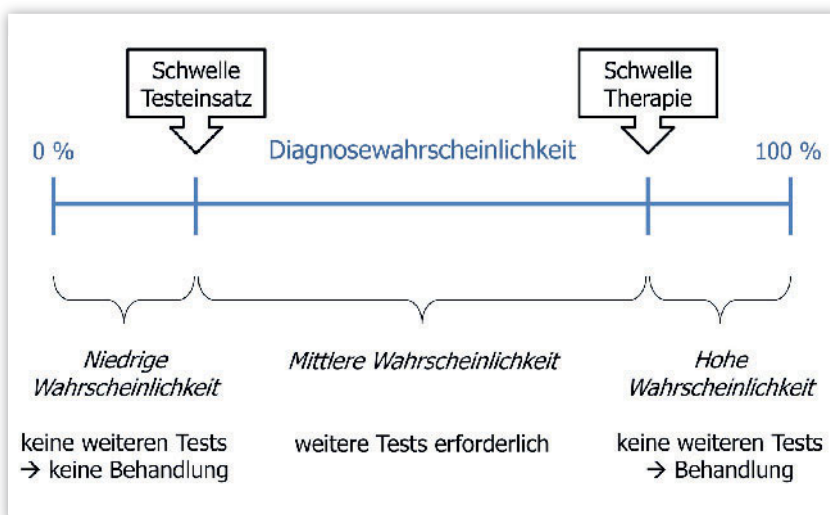 Schwelle
Testeinsatz
Schwelle
Therapie
0 %
Diagnosewahrscheinlichkeit
100 %
Niedrige
Wahrscheinlichkeit
Mittlere Wahrscheinlichkeit
Hohe
Wahrscheinlichkeit
keine weiteren Tests
→ keine Behandlung
weitere Tests erforderlich
keine weiteren Tests
→ Behandlung